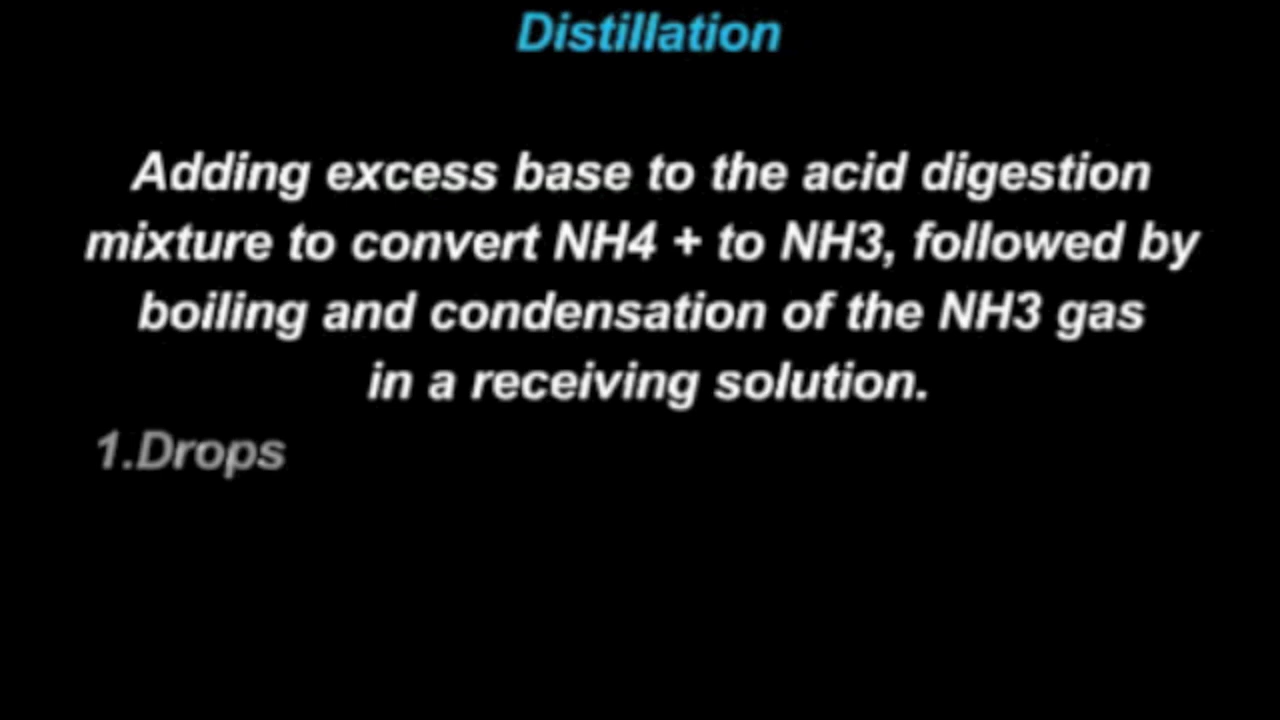 Distillation
Adding excess base to the acid digestion
mixture to convert NH4 + to NH3, followed by
boiling and condensation of the NH3 gas
in a receiving solution.
1.Drops